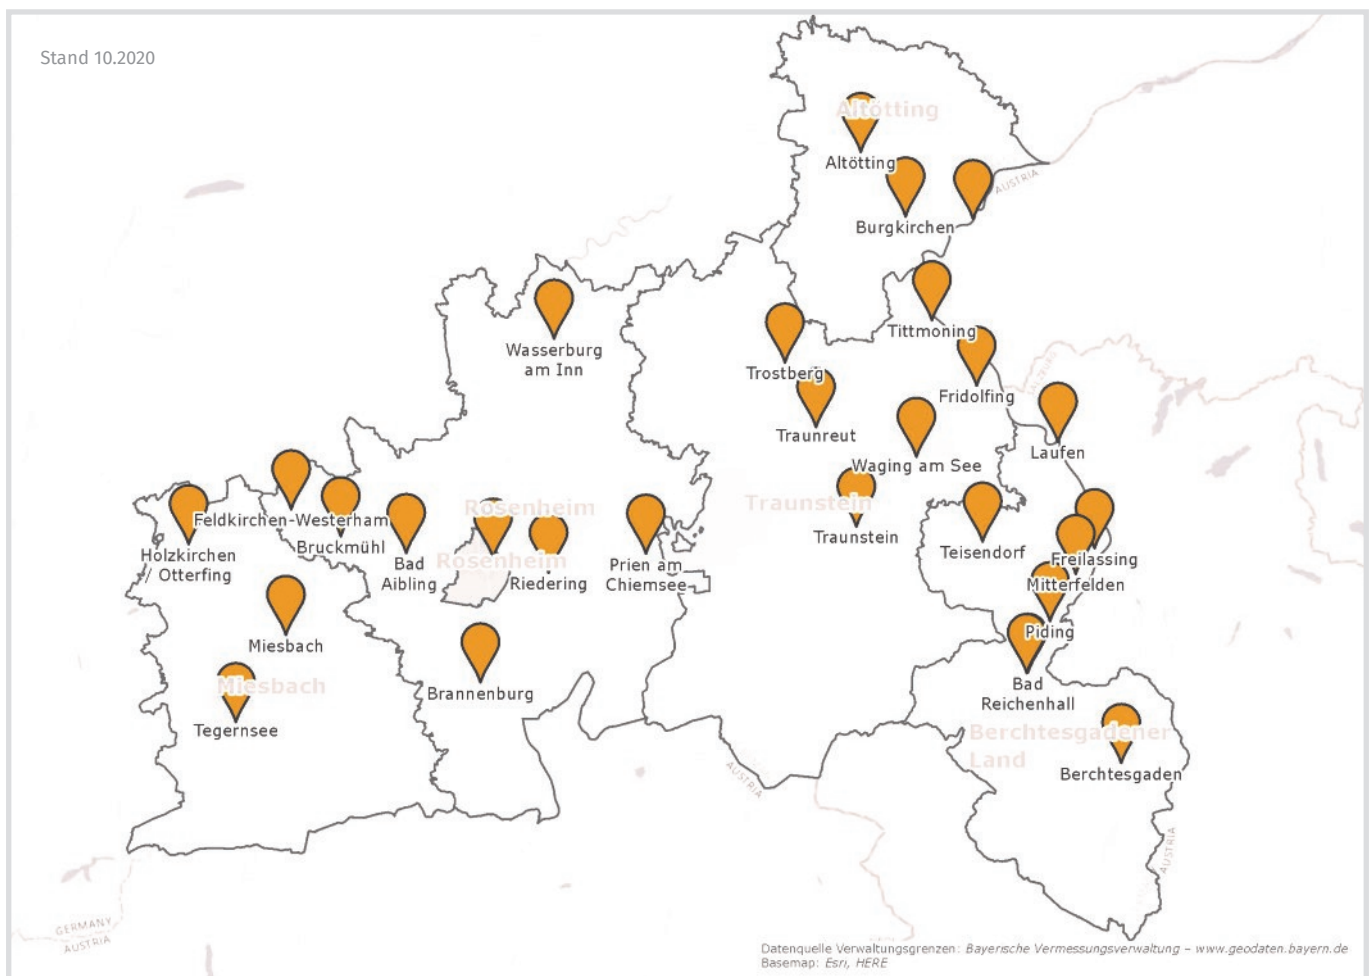 Stand 10.2020
Altötting
Altötting
AUSTRIA
Burgkirchen
Tittmoning
Wasserburg
am Inn
Trostberg
SALZBURG
Fridolfing
Traunreut
Laufen
Waging am See
Rosenheim
Traunstein
Feldkirchen-Westerham
Traunstein
Bruckmühl
Teisendorf
Holzkirchen
/ Otterfing
Bad
Aibling
Rosenheim
Riedering
Prien am
Chiemsee
Freilassing
Mitterfelden
Piding
Miesbach
Miesbach
Brannenburg
Bad
Reichenhall
Tegernsee
Berchtesgadener
Land
Berchtesgaden
AUSTRIA
AUSTRIA
GERMANY
AUSTRIA
Datenquelle Verwaltungsgrenzen: Bayerische Vermessungsverwaltung – www.geodaten.bayern.de
Basemap: Esri, HERE